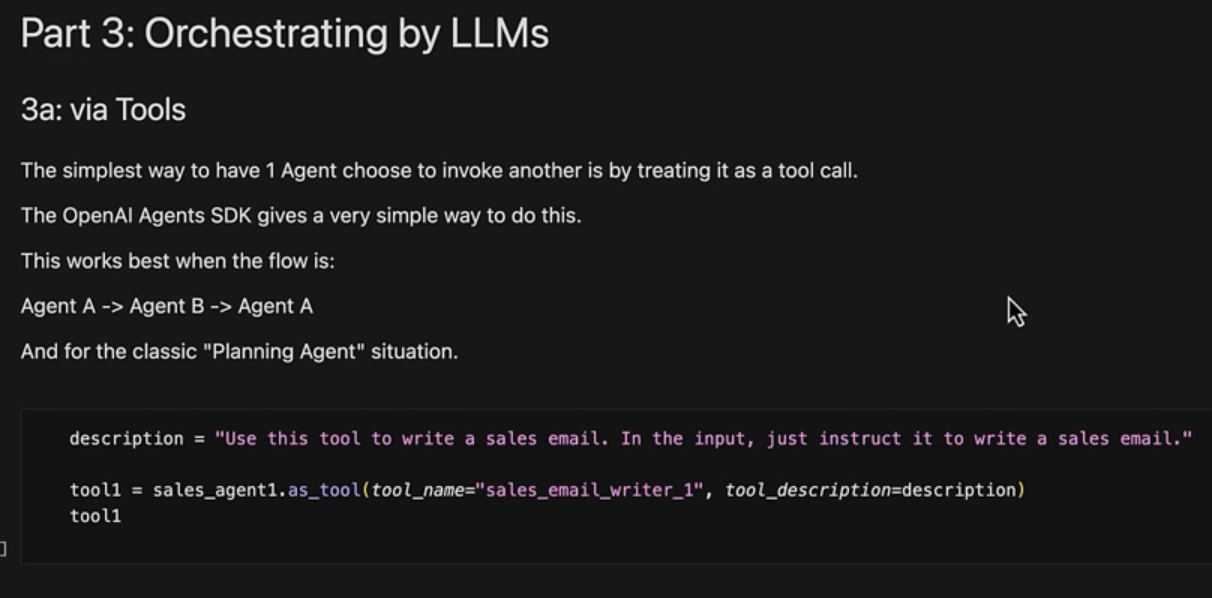 Part 3: Orchestrating by LLMs
3a: via Tools
The simplest way to have 1 Agent choose to invoke another is by treating it as a tool call.
The OpenAI Agents SDK gives a very simple way to do this.
This works best when the flow is:
Agent A -> Agent B -> Agent A
And for the classic "Planning Agent" situation.
description = "Use this tool to write a sales email. In the input, just instruct it to write a sales email."
tool1 = sales_agent1.as_tool(tool_name="sales_email_writer_1", tool_description=description)
tool1
]